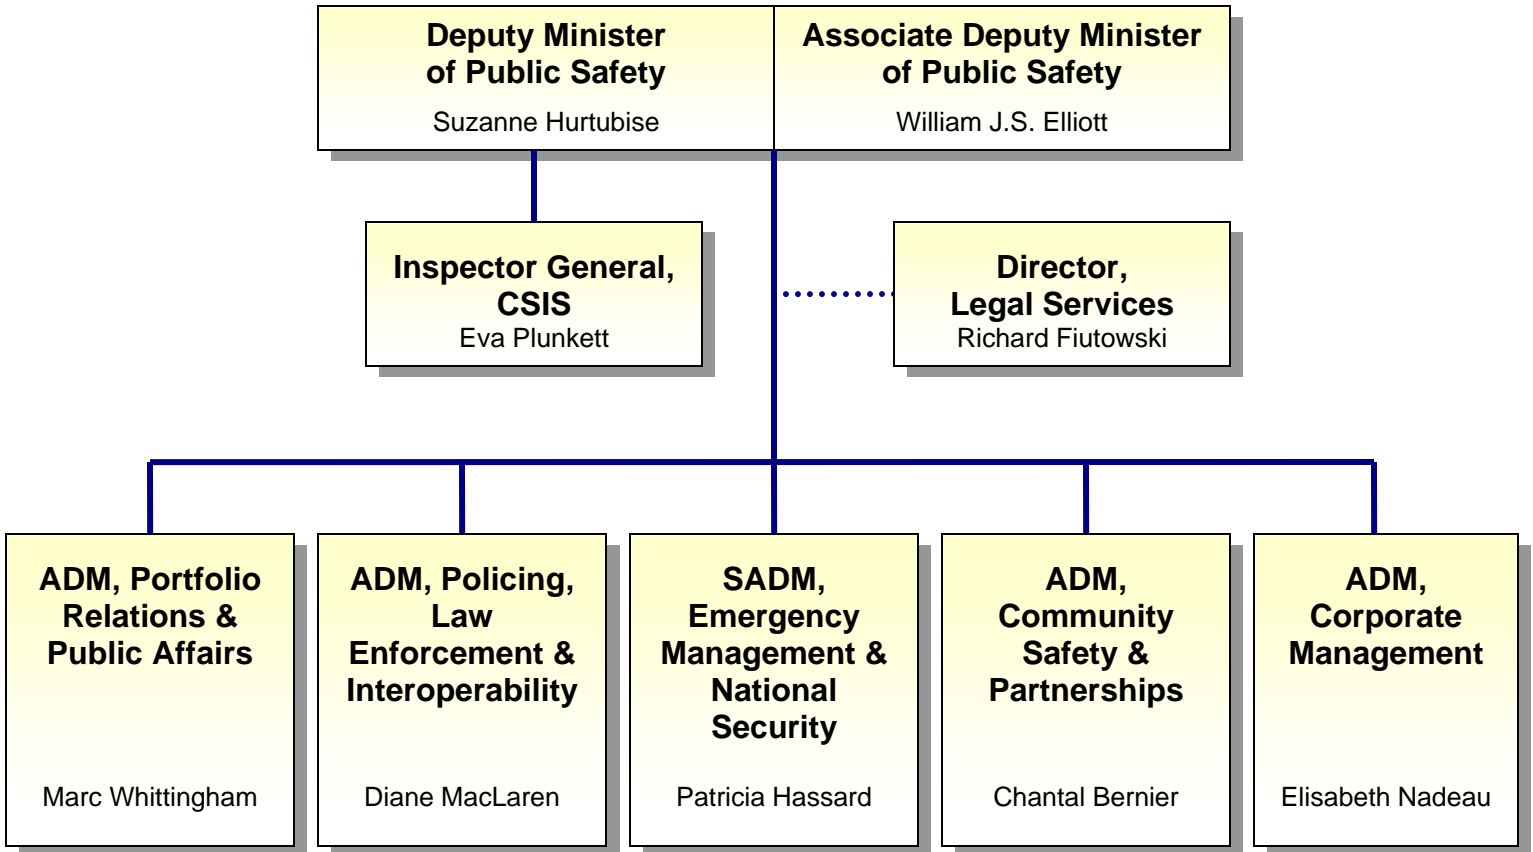 Deputy Minister
of Public Safety
Suzanne Hurtubise
Associate Deputy Minister
of Public Safety
William J.S. Elliott
Inspector General,
CSIS
Eva Plunkett
Director,
Legal Services
Richard Fiutowski
ADM, Portfolio
Relations &
Public Affairs
Marc Whittingham
ADM, Policing,
Law
Enforcement &
Interoperability
Diane MacLaren
SADM,
Emergency
Management &
National
Security
Patricia Hassard
ADM,
Community
Safety &
Partnerships
Chantal Bernier
ADM,
Corporate
Management
Elisabeth Nadeau